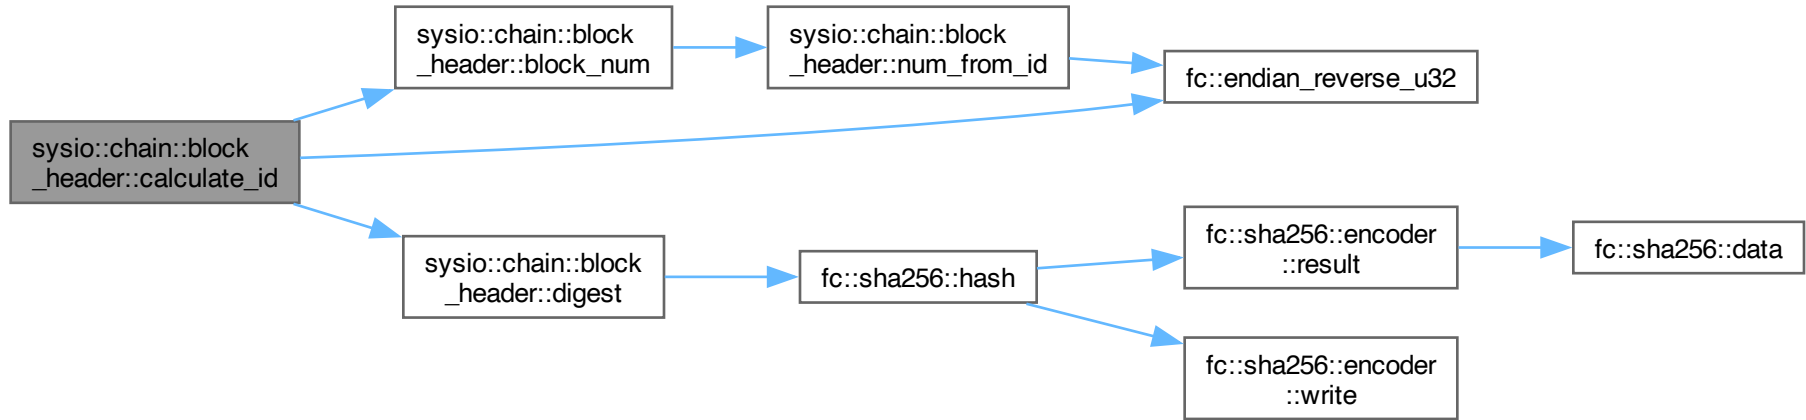 sysio::chain::block
_header::calculate_id
sysio::chain::block
_header::block_num
sysio::chain::block
_header::num_from_id
fc::endian_reverse_u32
sysio::chain::block
_header::digest
fc::sha256::hash
fc::sha256::encoder
::result
fc::sha256::data
fc::sha256::encoder
::write